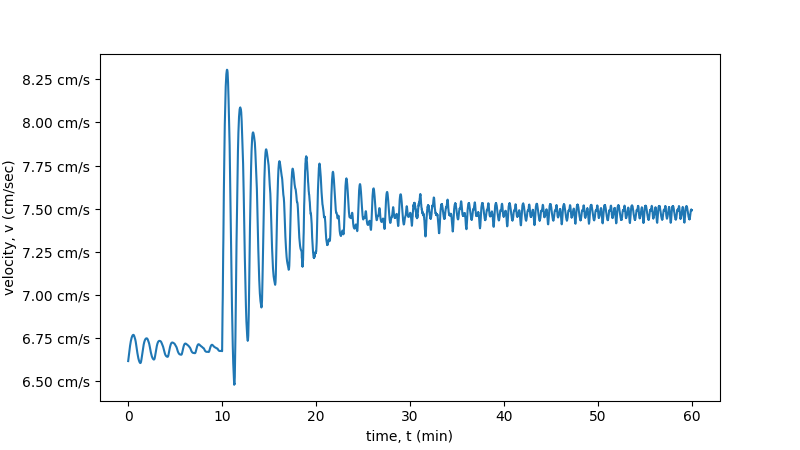 8.25 cm/s
8.00 cm/s
7.75 cm/s
7.50 cm/s
7.25 cm/s
7.00 cm/s
6.75 cm/s
6.50 cm/s
velocity, v (cm/sec)
0 10 20 30 40 50 60
time, t (min)